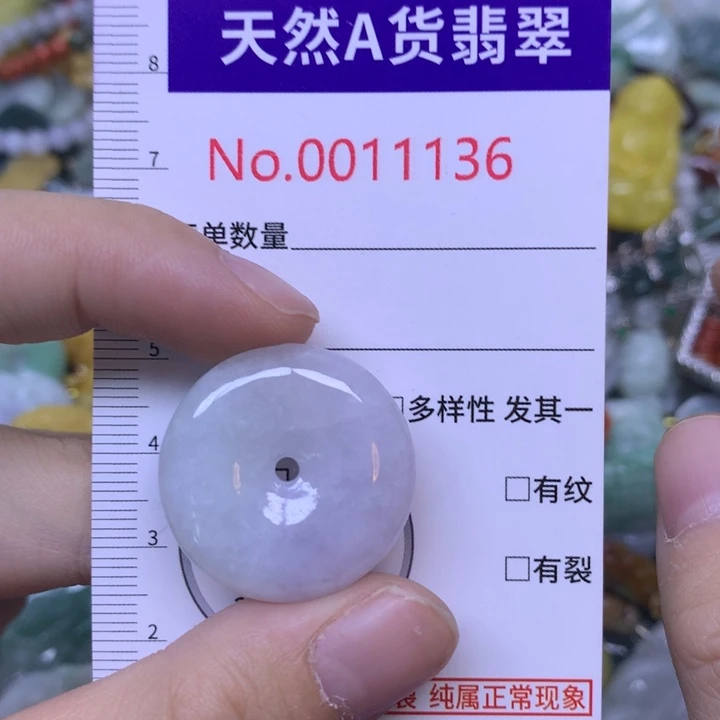 天然A货翡翠
8
No.0011136
7
单数量
5
多样性 发其一
4
□有纹
3
□有裂
2
裂 纯属正常现象